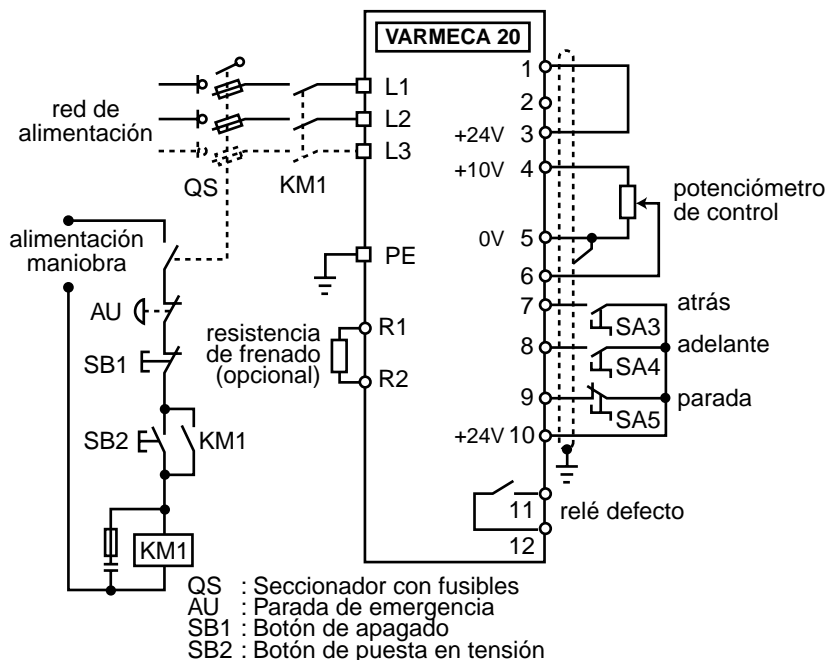 VARMECA 20
red de
alimentación
QS
KM1
L1
L2
L3
PE
R1
R2
1
2
+24V 3
+10V 4
0V 5
6
7
8
9
+24V 10
11
12
potenciómetro
de control
atrás
SA3
adelante
SA4
parada
SA5
relé defecto
alimentación
maniobra
AU
SB1
SB2
KM1
KM1
resistencia
de frenado
(opcional)
QS : Seccionador con fusibles
AU : Parada de emergencia
SB1 : Botón de apagado
SB2 : Botón de puesta en tensión